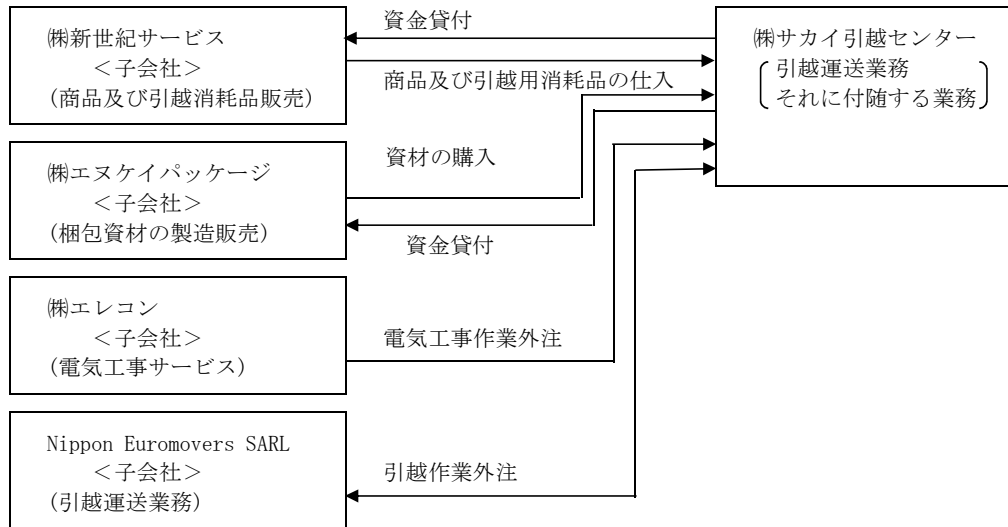 ㈱新世紀サービス
＜子会社＞
(商品及び引越消耗品販売)
資金貸付
商品及び引越用消耗品の仕入
㈱サカイ引越センター
引越運送業務
それに付随する業務
㈱エヌケイパッケージ
＜子会社＞
(梱包資材の製造販売)
資材の購入
資金貸付
㈱エレコン
＜子会社＞
(電気工事サービス)
電気工事作業外注
Nippon Euromovers SARL
＜子会社＞
(引越運送業務)
引越作業外注